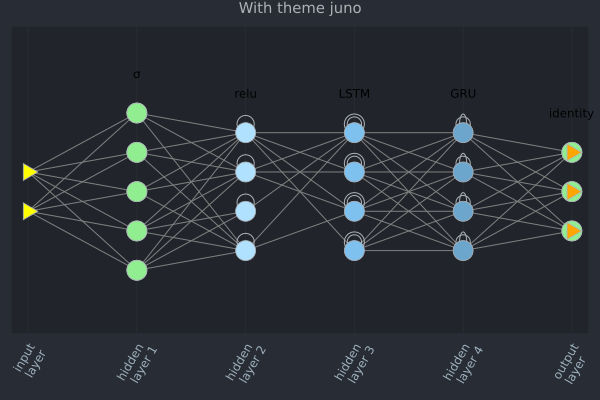 With theme juno
σ
relu
LSTM
GRU
identity
input
layer
hidden
layer 1
hidden
layer 2
hidden
layer 3
hidden
layer 4
output
layer